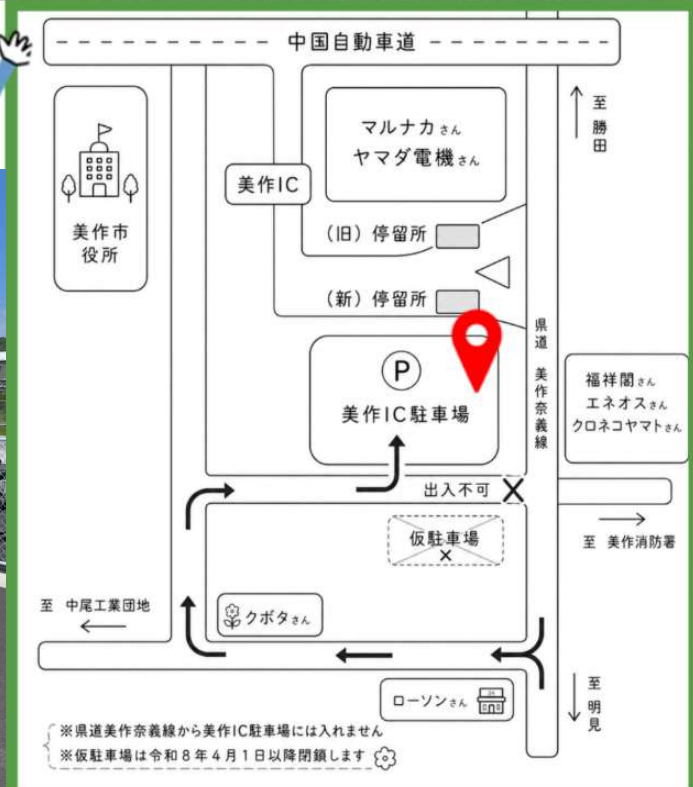 中国自動車道
至 勝田
マルナカさん
ヤマダ電機さん
美作IC
美作市
役所
(旧) 停留所
(新) 停留所
県道 美作奈義線
P
美作IC駐車場
福祥閣さん
エネオスさん
クロネコヤマトさん
出入不可
仮駐車場
至 美作消防署
至 中尾工業団地
クボタさん
ローソンさん
24
至 明見
※県道美作奈義線から美作IC駐車場には入れません
※仮駐車場は令和8年4月1日以降閉鎖します